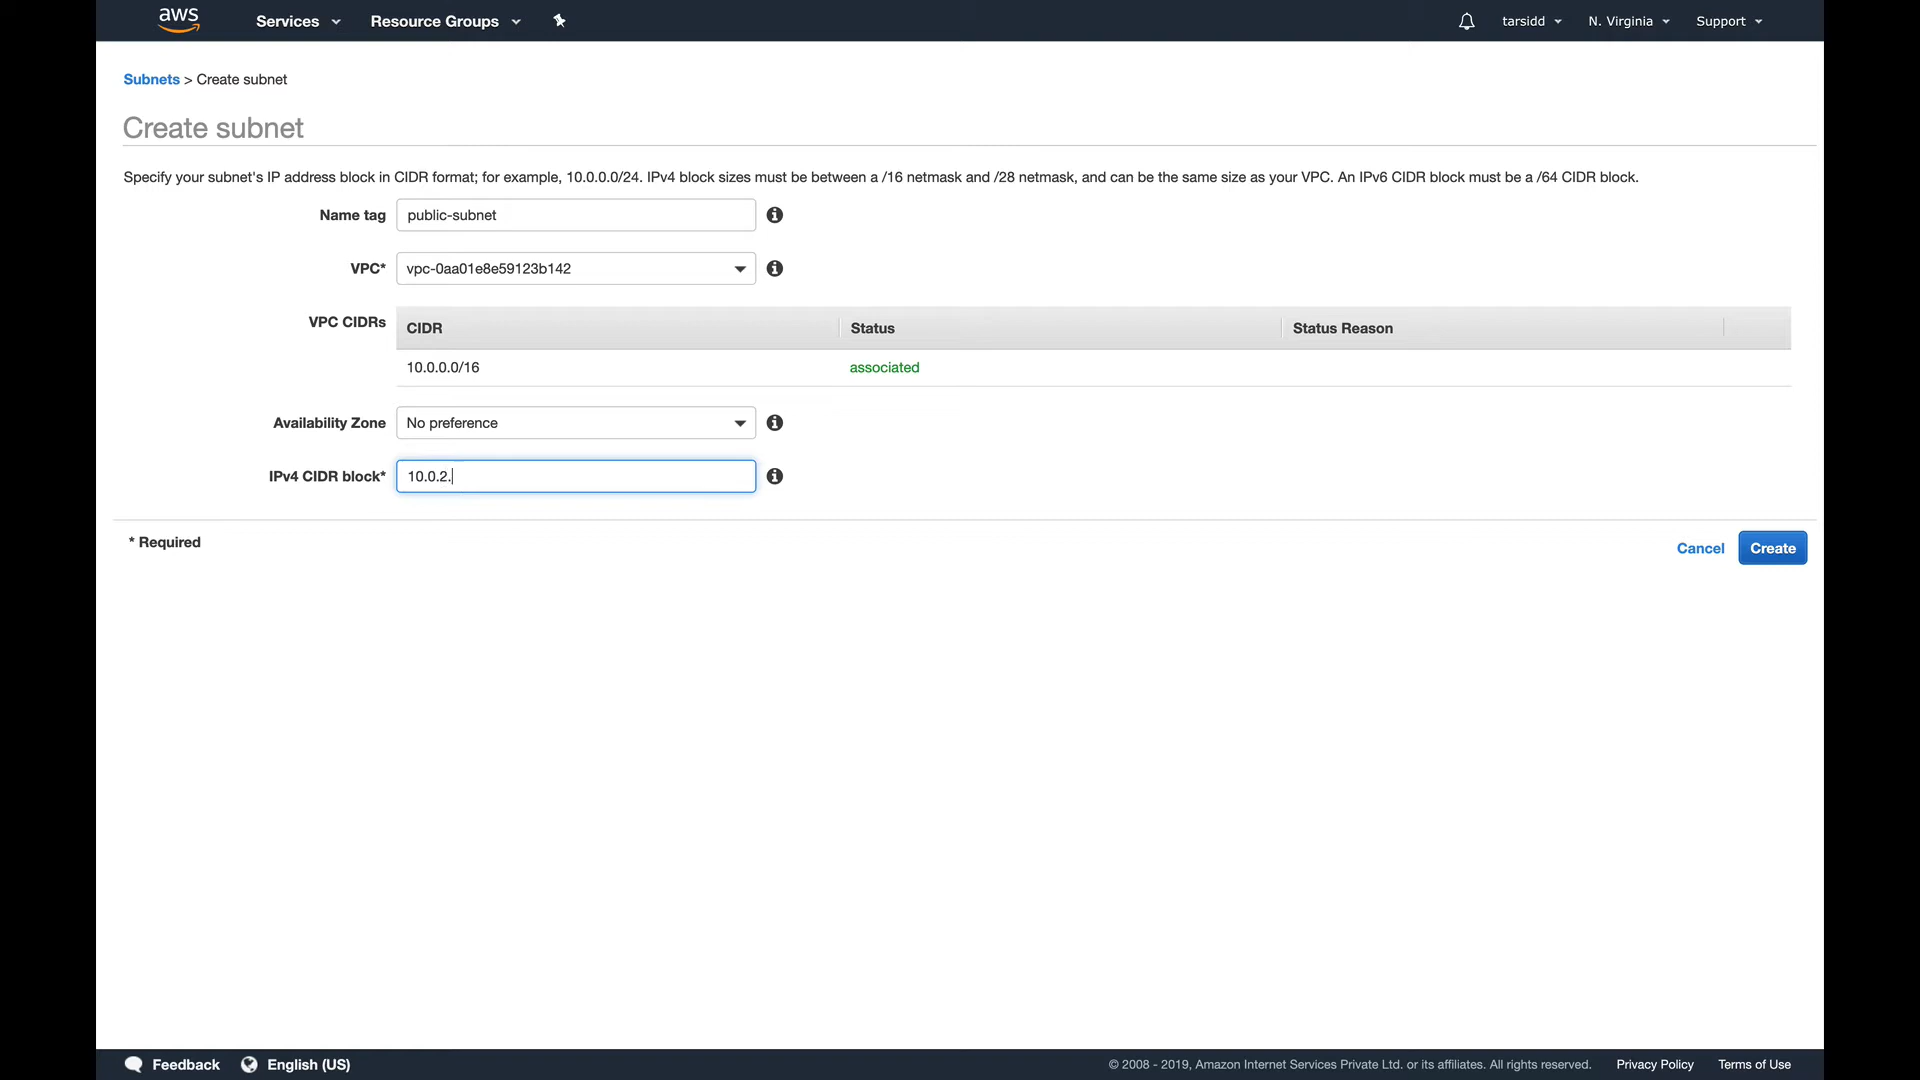 aws Services Resource Groups tarsidd N. Virginia Support
Subnets > Create subnet
Create subnet
Specify your subnet's IP address block in CIDR format; for example, 10.0.0.0/24. IPv4 block sizes must be between a /16 netmask and /28 netmask, and can be the same size as your VPC. An IPv6 CIDR block must be a /64 CIDR block.
Name tag public-subnet
VPC* vpc-0aa01e8e59123b142
VPC CIDRs CIDR Status Status Reason
10.0.0.0/16 associated
Availability Zone No preference
IPv4 CIDR block* 10.0.2.
* Required
Cancel Create
Feedback English (US) © 2008 - 2019, Amazon Internet Services Private Ltd. or its affiliates. All rights reserved. Privacy Policy Terms of Use